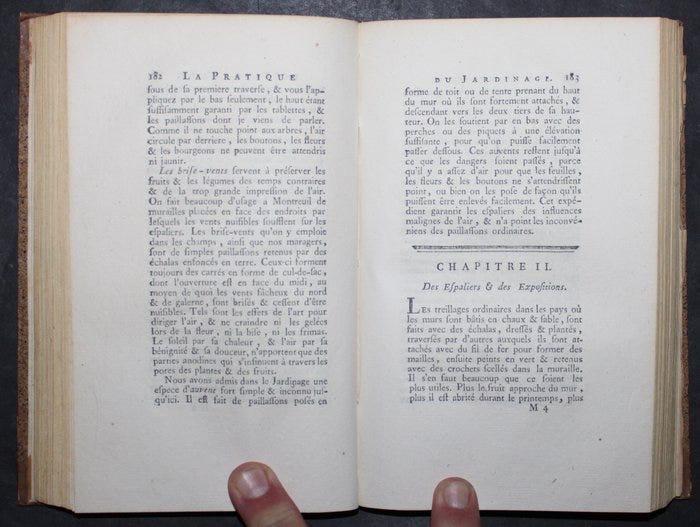 182 LA PRATIQUE
sous de sa premiere traverse, & vous l'ap-
pliquez par le bas seulement, le haut étant
suffisamment garanti par les tablettes, &
les paillassons dont je viens de parler.
Comme il ne touche point aux arbres, l'air
circule par derriere, les boutons, les fleurs
& les bourgeons ne peuvent être attendris
ni jaunir.
Les brise-vents servent à préserver les
fruits & les légumes des temps contraires
& de la trop grande impression de l'air.
On fait beaucoup d'usage à Montreuil de
murailles placées en face des endroits par
lesquels les vents nuisibles soufflent sur les
espaliers. Les brise-vents qu'on y emploie
dans les champs, ainsi que nos maragers,
sont de simples paillassons retenus par des
échalas enfoncés en terre. Ceux-ci forment
toujours des carrés en forme de cul-de-sac,
dont l'ouverture est en face du midi, au
moyen de quoi les vents fâcheux du nord
& de galerne, sont brisés & cessent d'être
nuisibles. Tels sont les effets de l'art pour
diriger l'air, & ne craindre ni les gelées
lors de la fleur, ni la bise, ni les frimas.
Le soleil par sa chaleur, & l'air par sa
bénignité & sa douceur, n'apportent que des
parties anodines qui s'insinuent à travers les
pores des plantes & des fruits.
Nous avons admis dans le Jardinage une
espece d'auvent fort simple & inconnu jus-
qu'ici. Il est fait de paillassons posés en
DU JARDINAGE. 183
forme de toit ou de tente prenant du haut
du mur où ils sont fortement attachés, &
descendant vers les deux tiers de sa hau-
teur. On les soutient par en bas avec des
perches ou des piquets à une élévation
suffisante, pour qu'on puisse facilement
passer dessous. Ces auvents restent jusqu'à
ce que les dangers soient passés, parce
qu'il y a assez d'air pour que les feuilles,
les fleurs & les boutons ne s'attendrissent
point, ou bien on les pose de façon qu'ils
puissent être enlevés facilement. Cet expé-
dient garantit les espaliers des influences
malignes de l'air, & n'a point les inconvé-
niens des paillassons ordinaires.
CHAPITRE II.
Des Espaliers & des Expositions.
LES treillages ordinaires dans les pays où
les murs sont bâtis en chaux & sable, sont
faits avec des échalas, dressés & plantés,
traversés par d'autres auxquels ils sont at-
tachés avec du fil de fer pour former des
mailles, ensuite peints en vert & retenus
avec des crochets scellés dans la muraille.
Il s'en faut beaucoup que ce soient les
plus utiles. Plus le fruit approche du mur,
plus il est abrité durant le printemps, plus
M 4